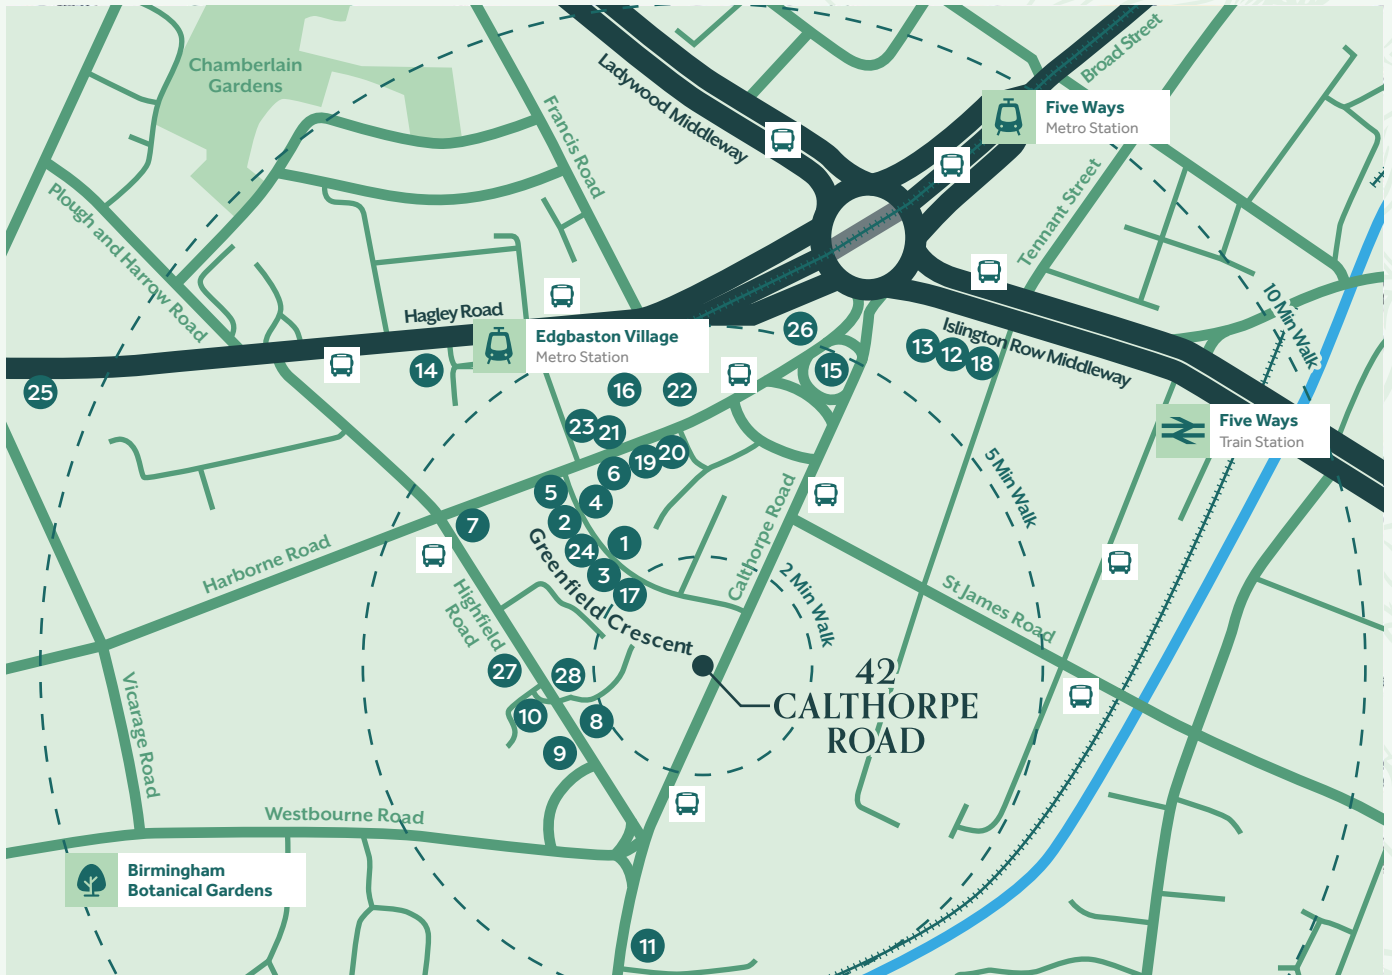 Chamberlain
Gardens
Ladywood Middleway
Broad Street
Five Ways
Metro Station
Francis Road
Tennant Street
Plough and Harrow Road
Hagley Road
Edgbaston Village
Metro Station
Islington Row Middleway
10 Min Walk
26
13
12
18
15
14
25
16
22
23
21
Five Ways
Train Station
20
19
6
5
4
2
7
1
24
3
17
5 Min Walk
Calthorpe Road
Harborne Road
Greenfield Crescent
2 Min Walk
Highfield
Road
St James Road
27
28
10
8
9
42
CALTHORPE
ROAD
Vicarage Road
Westbourne Road
Birmingham
Botanical Gardens
11